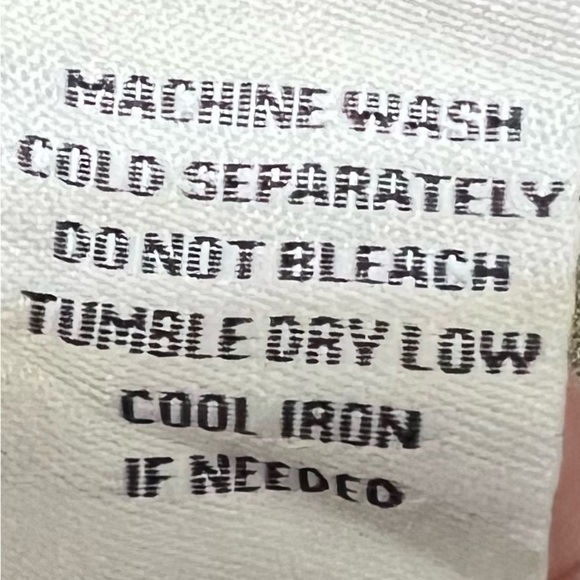 MACHINE WASH
COLD SEPARATELY
DO NOT BLEACH
TUMBLE DRY LOW
COOL IRON
IF NEEDED